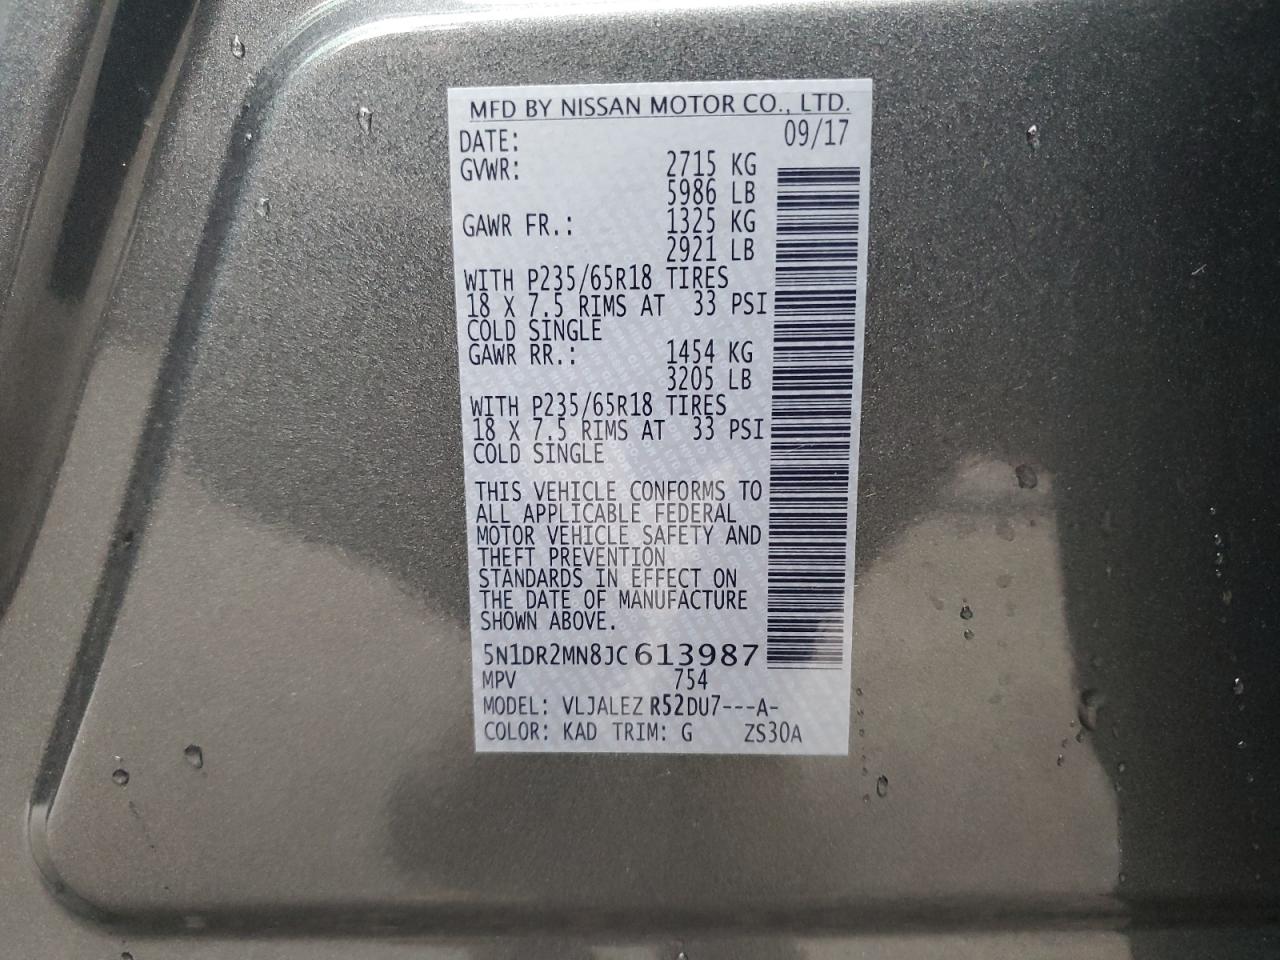 MFD BY NISSAN MOTOR CO., LTD.
DATE: 09/17
GVWR: 2715 KG
5986 LB
GAWR FR.: 1325 KG
2921 LB
WITH P235/65R18 TIRES
18 X 7.5 RIMS AT 33 PSI
COLD SINGLE
GAWR RR.: 1454 KG
3205 LB
WITH P235/65R18 TIRES
18 X 7.5 RIMS AT 33 PSI
COLD SINGLE
THIS VEHICLE CONFORMS TO
ALL APPLICABLE FEDERAL
MOTOR VEHICLE SAFETY AND
THEFT PREVENTION
STANDARDS IN EFFECT ON
THE DATE OF MANUFACTURE
SHOWN ABOVE.
5N1DR2MN8JC613987
MPV 754
MODEL: VLJALEZ R52DU7---A-
COLOR: KAD TRIM: G ZS30A